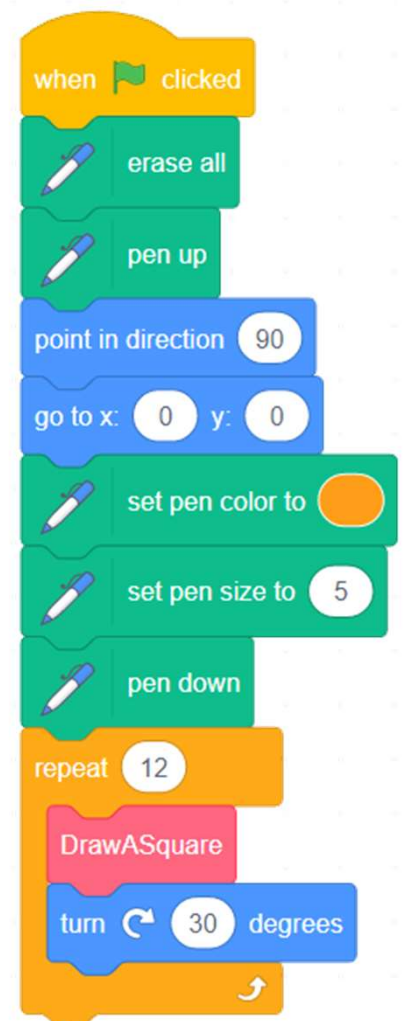 when clicked
erase all
pen up
point in direction 90
go to x: 0 y: 0
set pen color to
set pen size to 5
pen down
repeat 12
DrawASquare
turn 30 degrees